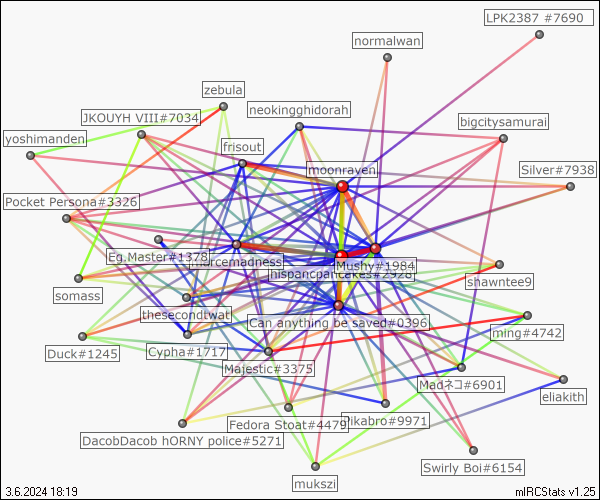 LPK2387 #7690
normalwan
zebula
neokingghidorah
JKOUYH VIII#7034
bigcitysamurai
yoshimanden
frisout
moonraven
Silver#7938
Pocket Persona#3326
Eg.Master#1378
marcemadness
Mushy#1984
hispanicpancakes#2928
shawntee9
somass
thesecondtwat
Can anything be saved#0396
ming#4742
Duck#1245
Cypha#1717
Majestic#3375
Madネコ#6901
eliakith
Fedora Stoat#4479
pikabro#9971
DacobDacob hORNY police#5271
Swirly Boi#6154
mukszi
3.6.2024 18:19
mIRCStats v1.25